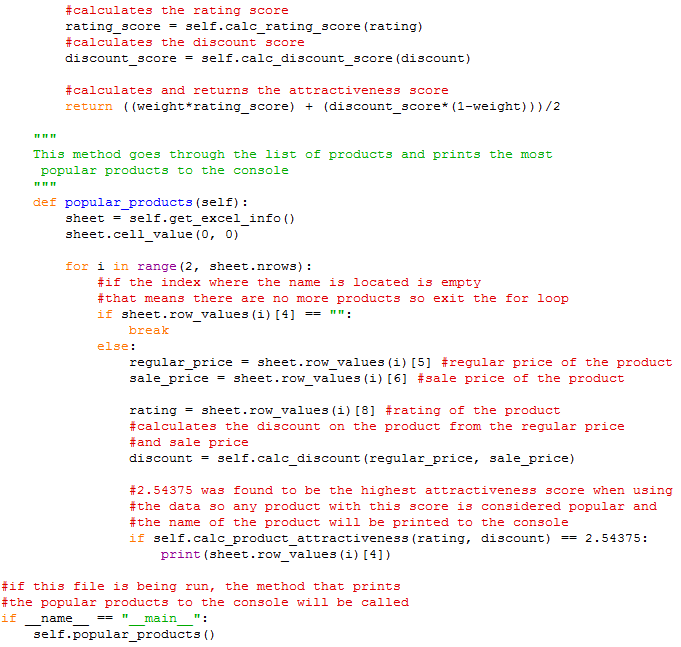 #calculates the rating score
rating_score = self.calc_rating_score(rating)
#calculates the discount score
discount_score = self.calc_discount_score(discount)
#calculates and returns the attractiveness score
return ((weight*rating_score) + (discount_score*(1-weight)))/2
"""
This method goes through the list of products and prints the most
popular products to the console
"""
def popular_products(self):
sheet = self.get_excel_info()
sheet.cell_value(0, 0)
for i in range(2, sheet.nrows):
#if the index where the name is located is empty
#that means there are no more products so exit the for loop
if sheet.row_values(i)[4] == "":
break
else:
regular_price = sheet.row_values(i)[5] #regular price of the product
sale_price = sheet.row_values(i)[6] #sale price of the product
rating = sheet.row_values(i)[8] #rating of the product
#calculates the discount on the product from the regular price
#and sale price
discount = self.calc_discount(regular_price, sale_price)
#2.54375 was found to be the highest attractiveness score when using
#the data so any product with this score is considered popular and
#the name of the product will be printed to the console
if self.calc_product_attractiveness(rating, discount) == 2.54375:
print(sheet.row_values(i)[4])
#if this file is being run, the method that prints
#the popular products to the console will be called
if __name__ == "__main__":
self.popular_products()